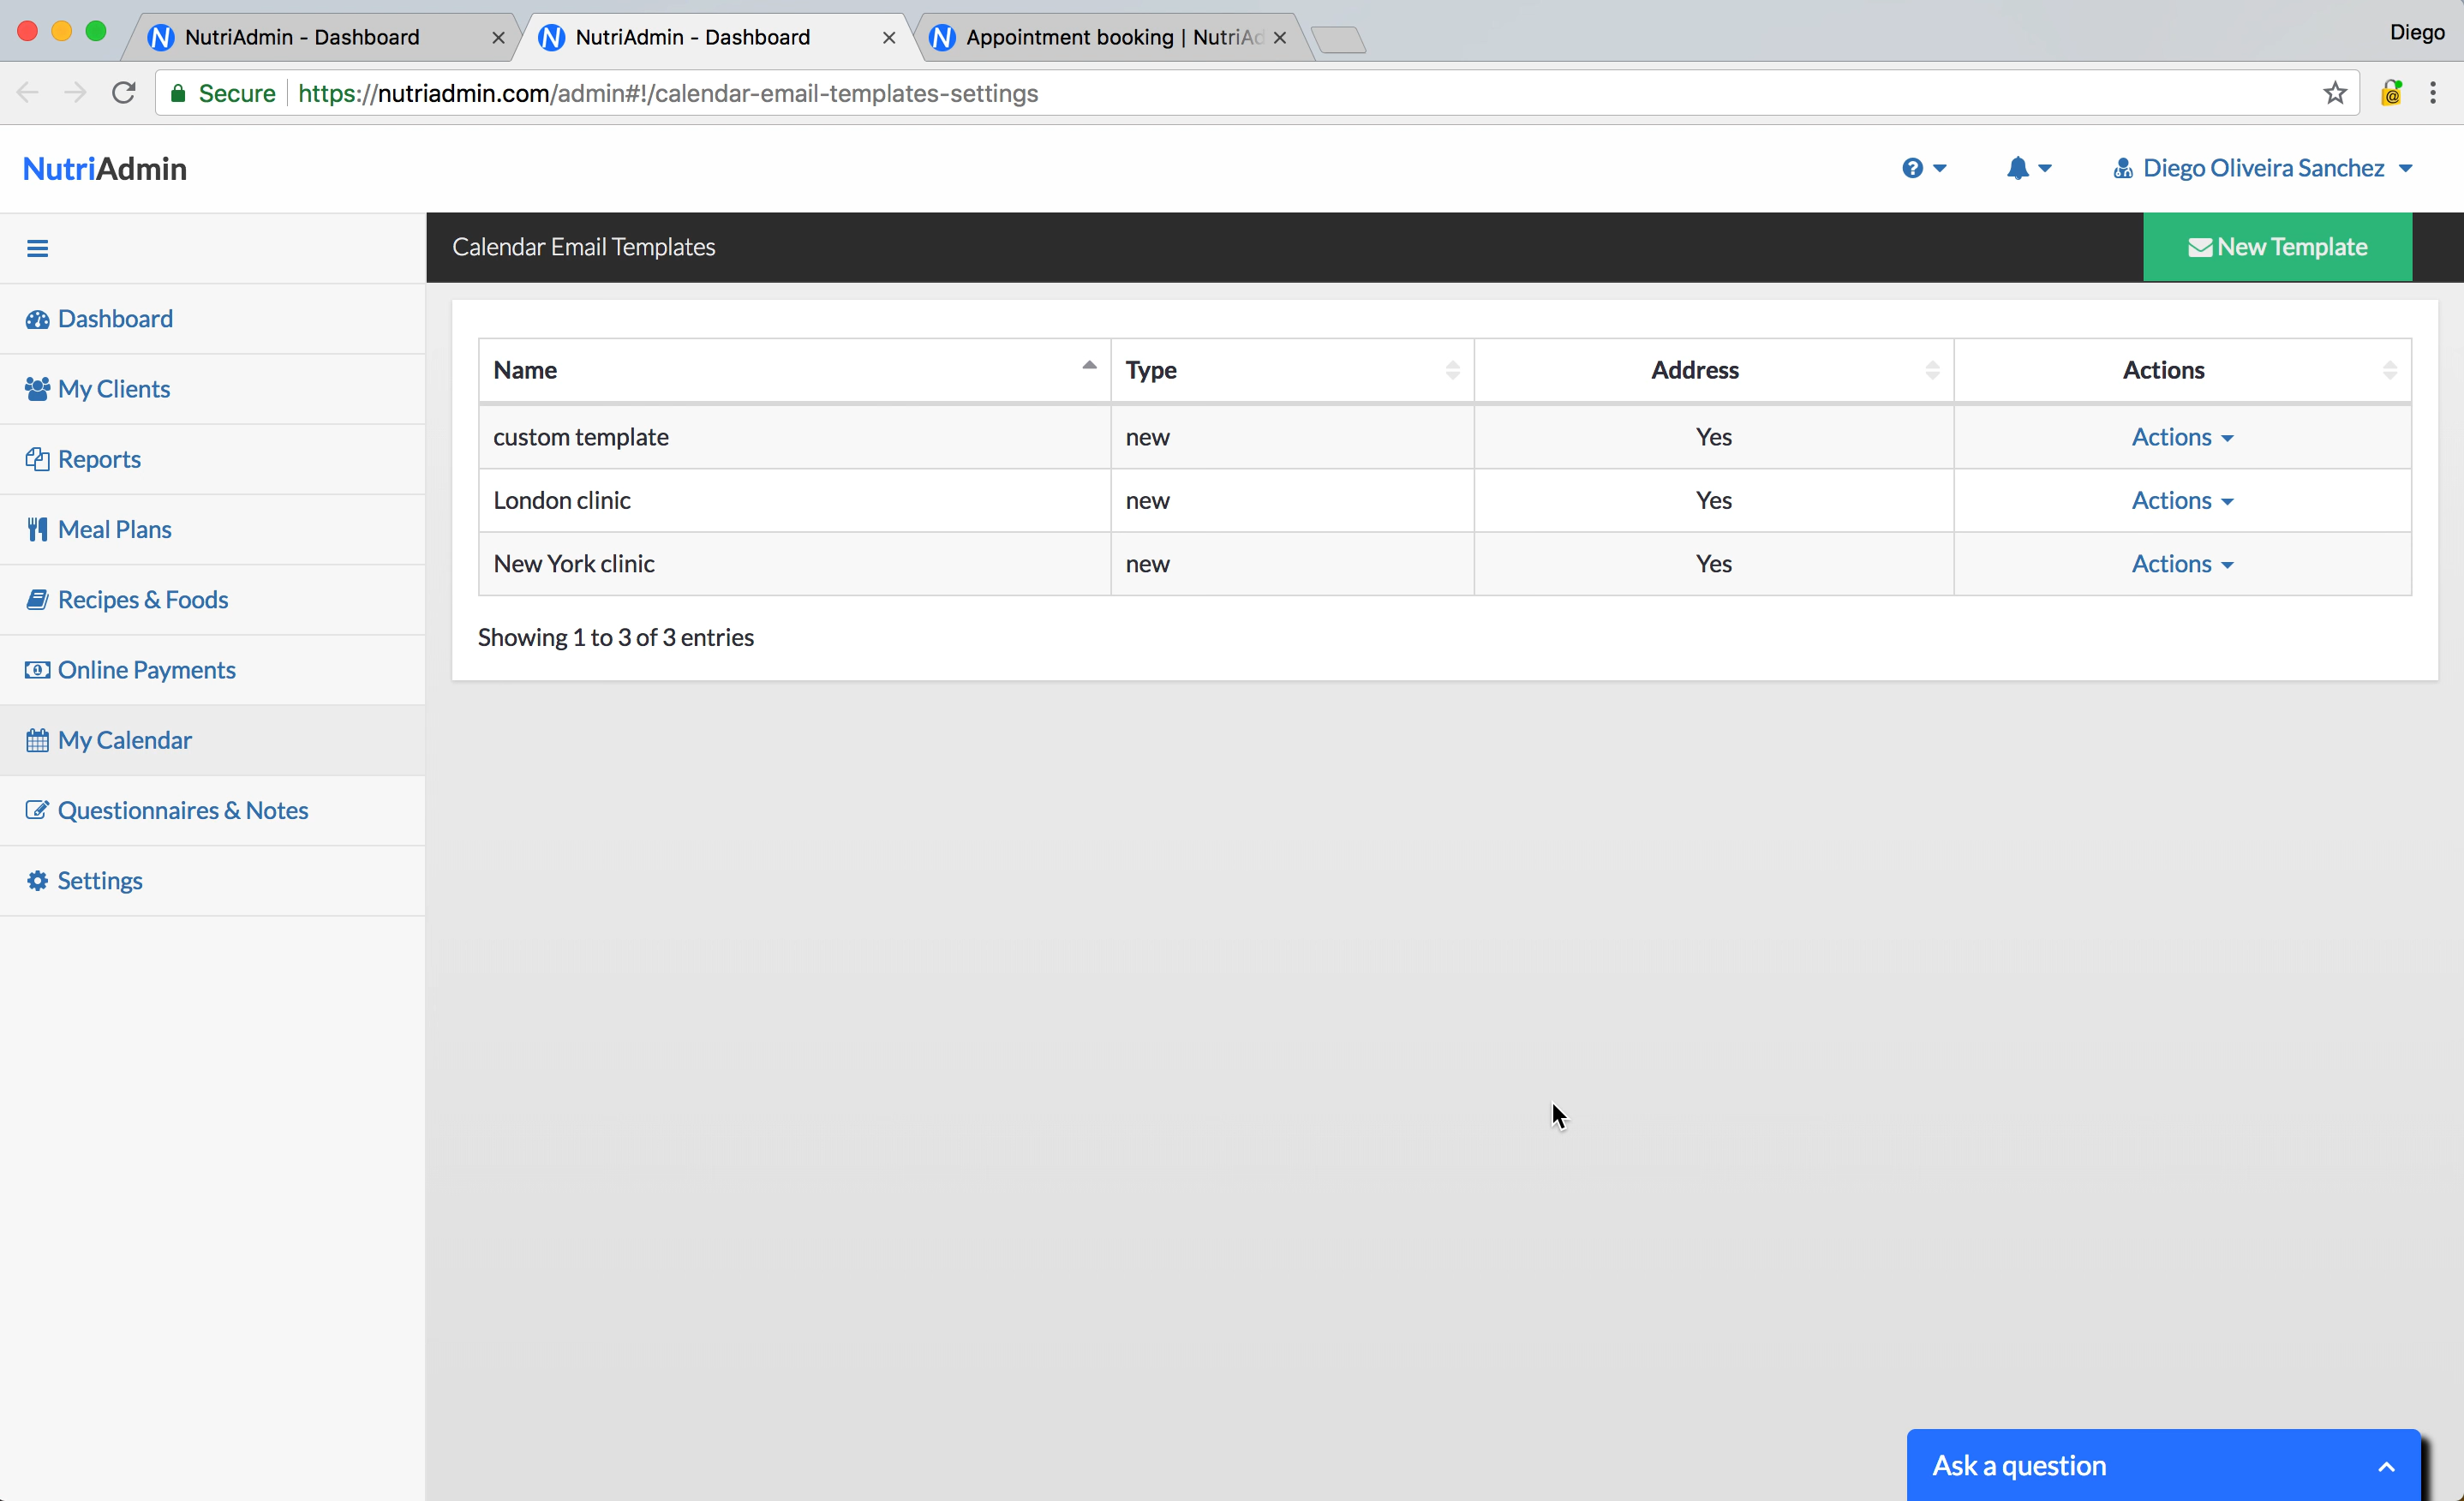 NutriAdmin - Dashboard
NutriAdmin - Dashboard
Appointment booking | NutriAd
Diego
Secure
https://nutriadmin.com/admin#!/calendar-email-templates-settings
NutriAdmin
Diego Oliveira Sanchez
Calendar Email Templates
New Template
Dashboard
My Clients
Reports
Meal Plans
Recipes & Foods
Online Payments
My Calendar
Questionnaires & Notes
Settings
Name Type Address Actions
custom template new Yes Actions
London clinic new Yes Actions
New York clinic new Yes Actions
Showing 1 to 3 of 3 entries
Ask a question